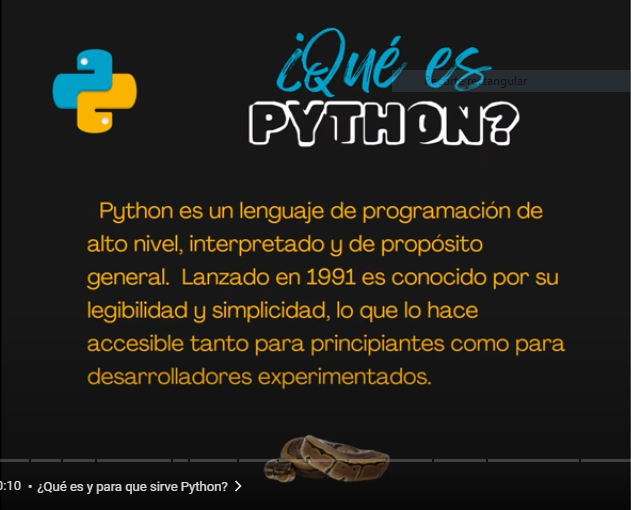 ¿Qué es
PYTHON?
Python es un lenguaje de programación de
alto nivel, interpretado y de propósito
general. Lanzado en 1991 es conocido por su
legibilidad y simplicidad, lo que lo hace
accesible tanto para principiantes como para
desarrolladores experimentados.
0:10 • ¿Qué es y para que sirve Python? >